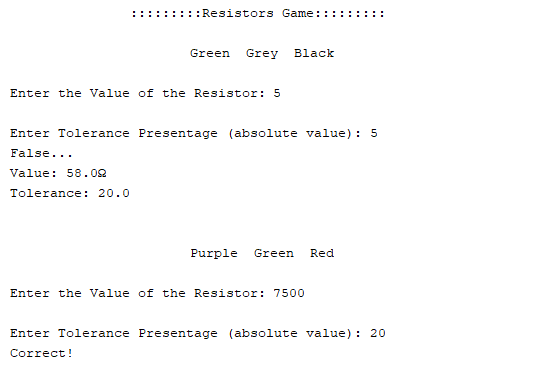 :::::::::Resistors Game:::::::::
Green Grey Black
Enter the Value of the Resistor: 5
Enter Tolerance Presentage (absolute value): 5
False...
Value: 58.0Ω
Tolerance: 20.0
Purple Green Red
Enter the Value of the Resistor: 7500
Enter Tolerance Presentage (absolute value): 20
Correct!